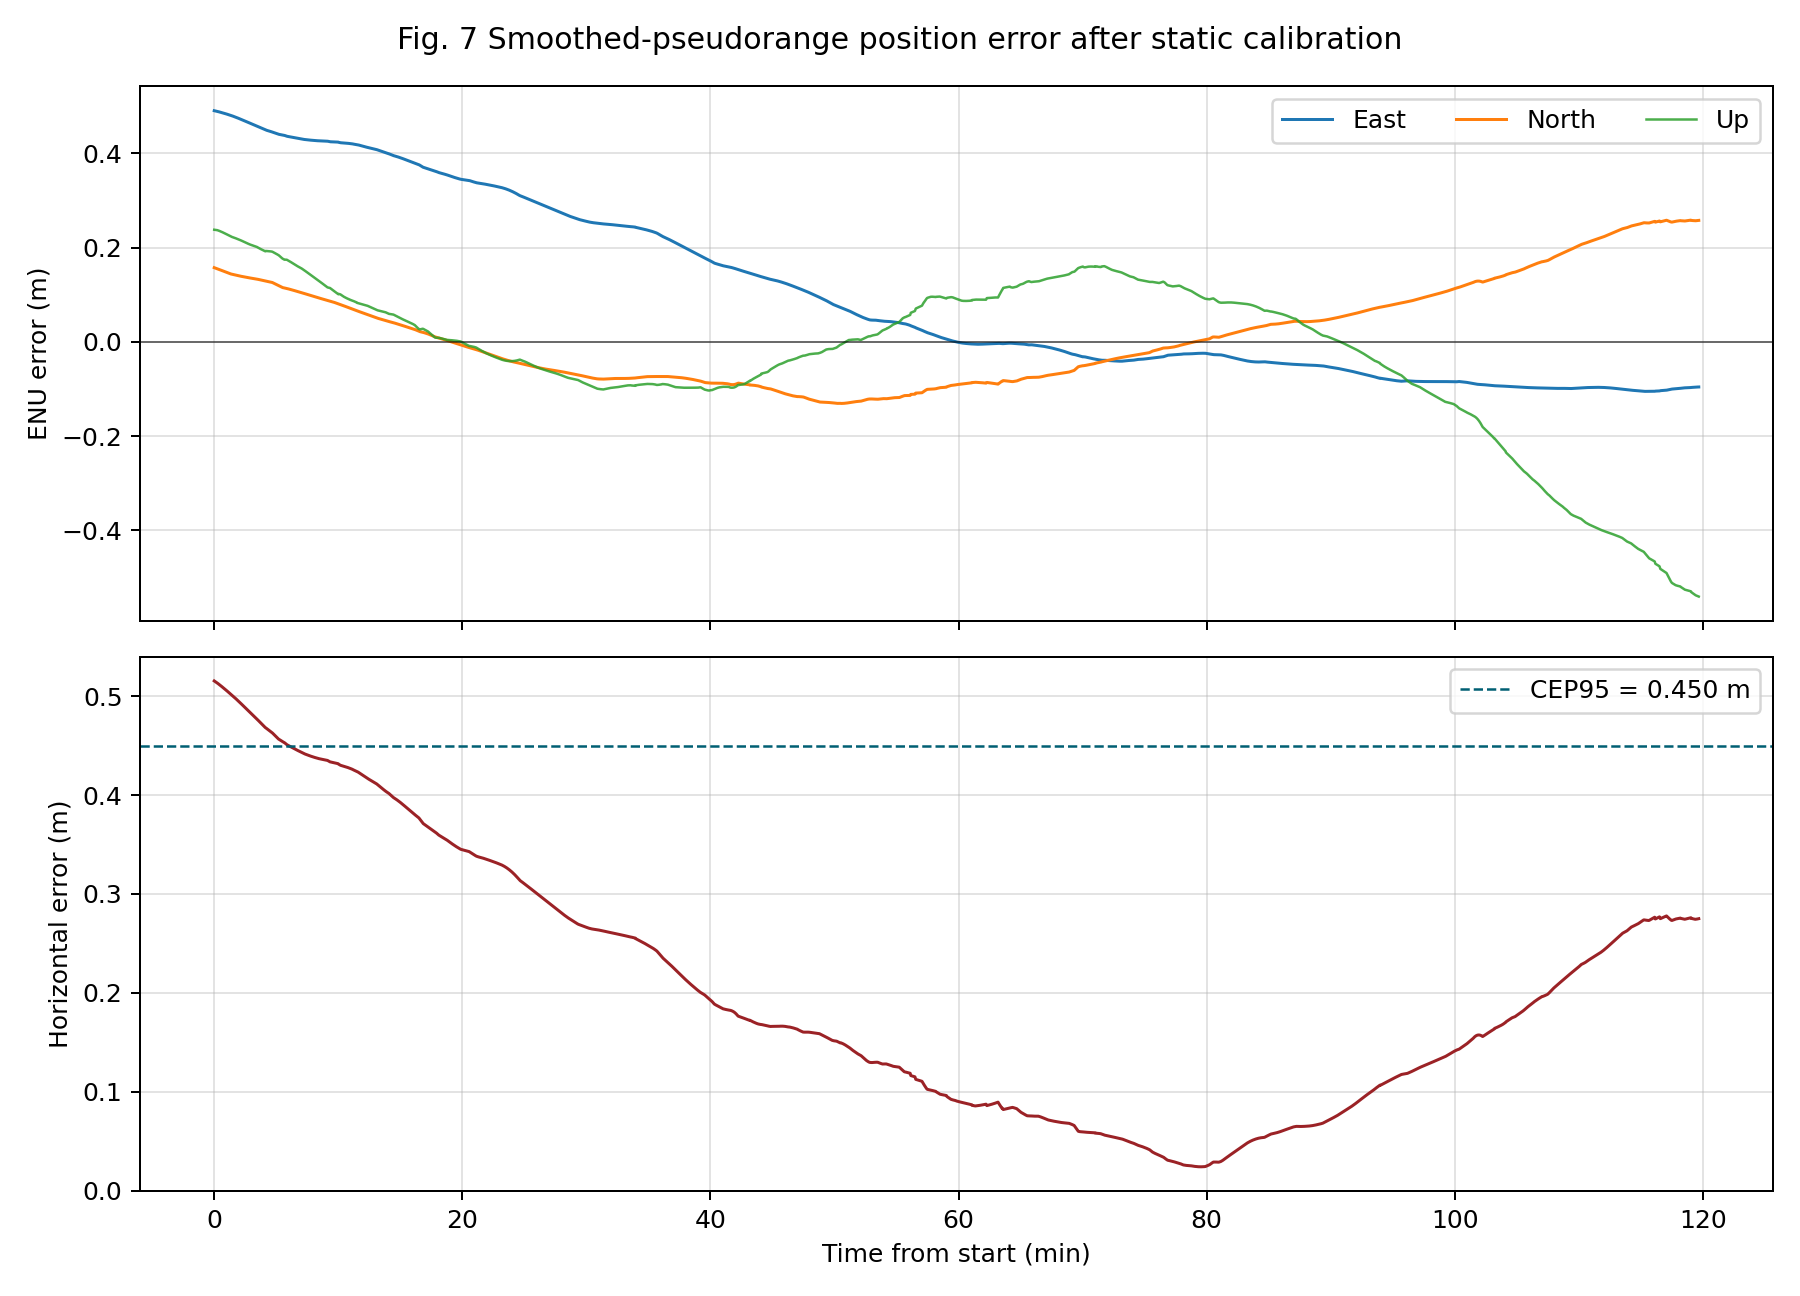 Fig. 7 Smoothed-pseudorange position error after static calibration
East North Up
ENU error (m)
0.4
0.2
0.0
−0.2
−0.4
CEP95 = 0.450 m
Horizontal error (m)
0.5
0.4
0.3
0.2
0.1
0.0
0 20 40 60 80 100 120
Time from start (min)